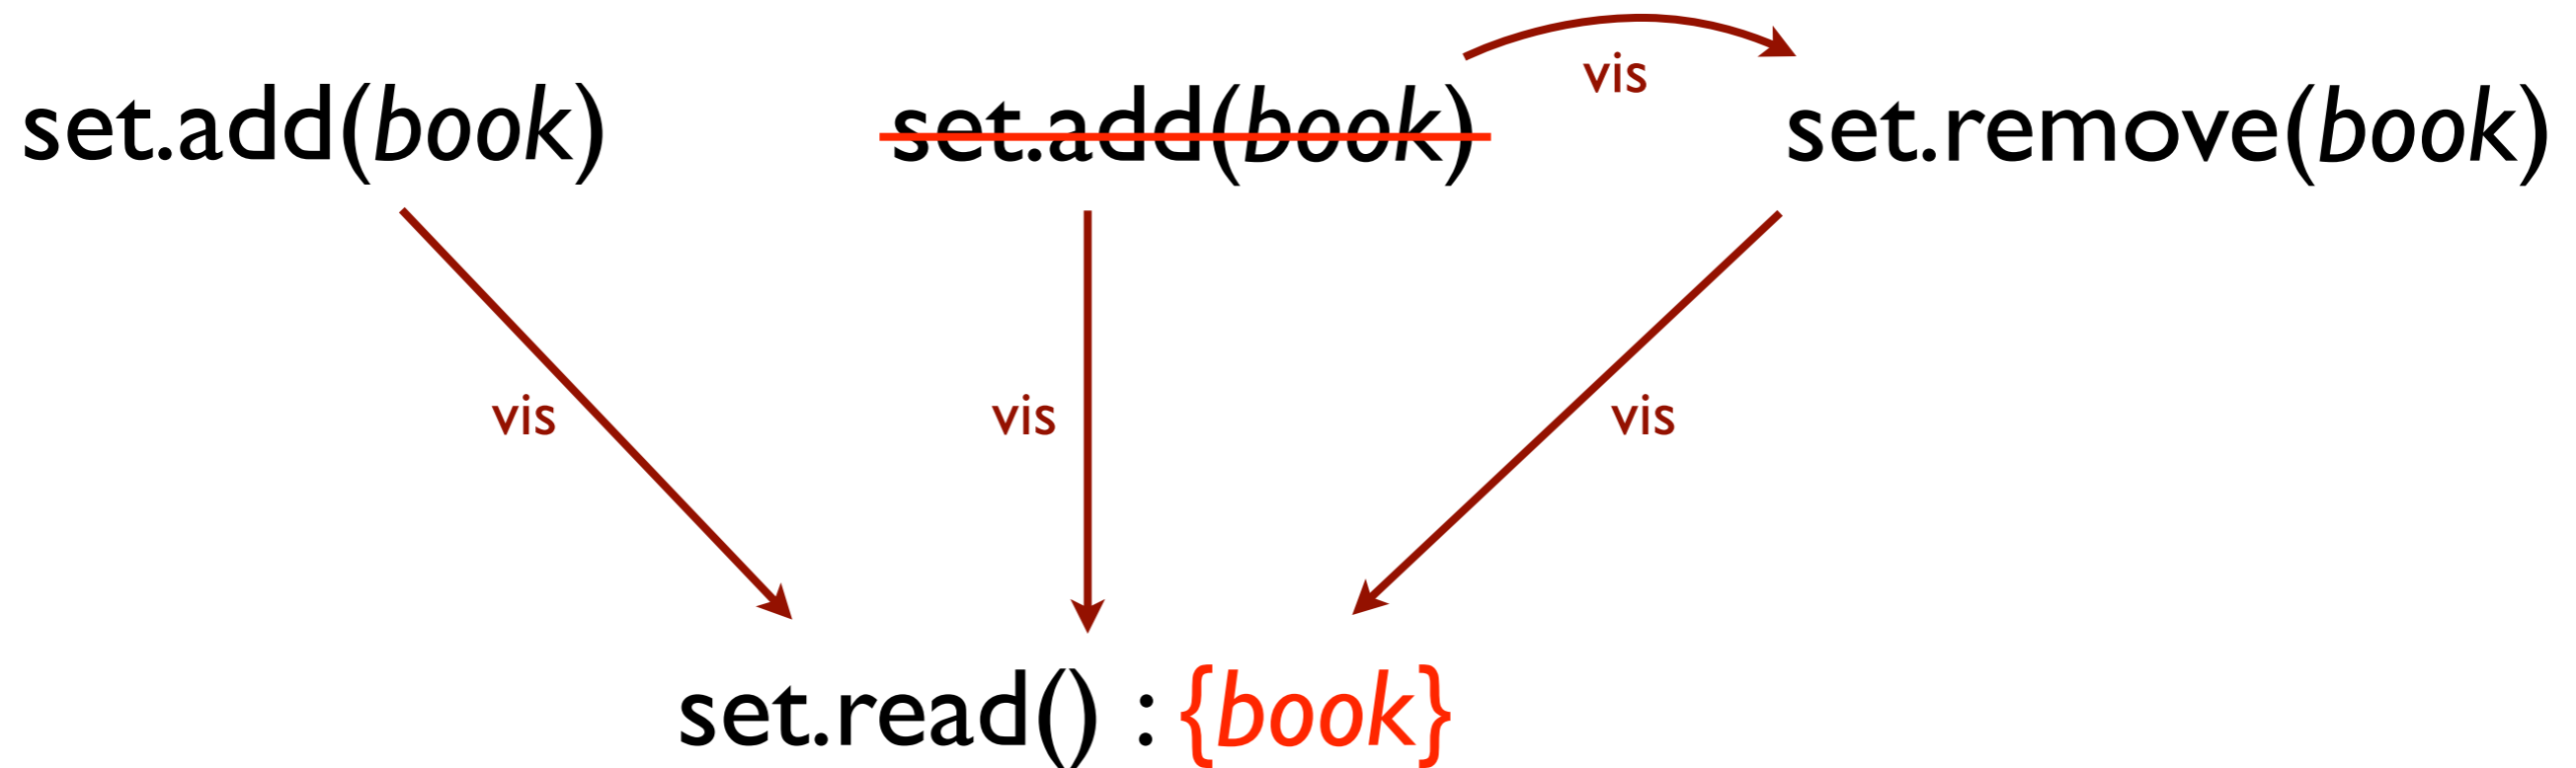 vis
set.add(book) set.add(book) set.remove(book)
vis vis vis
set.read() : {book}